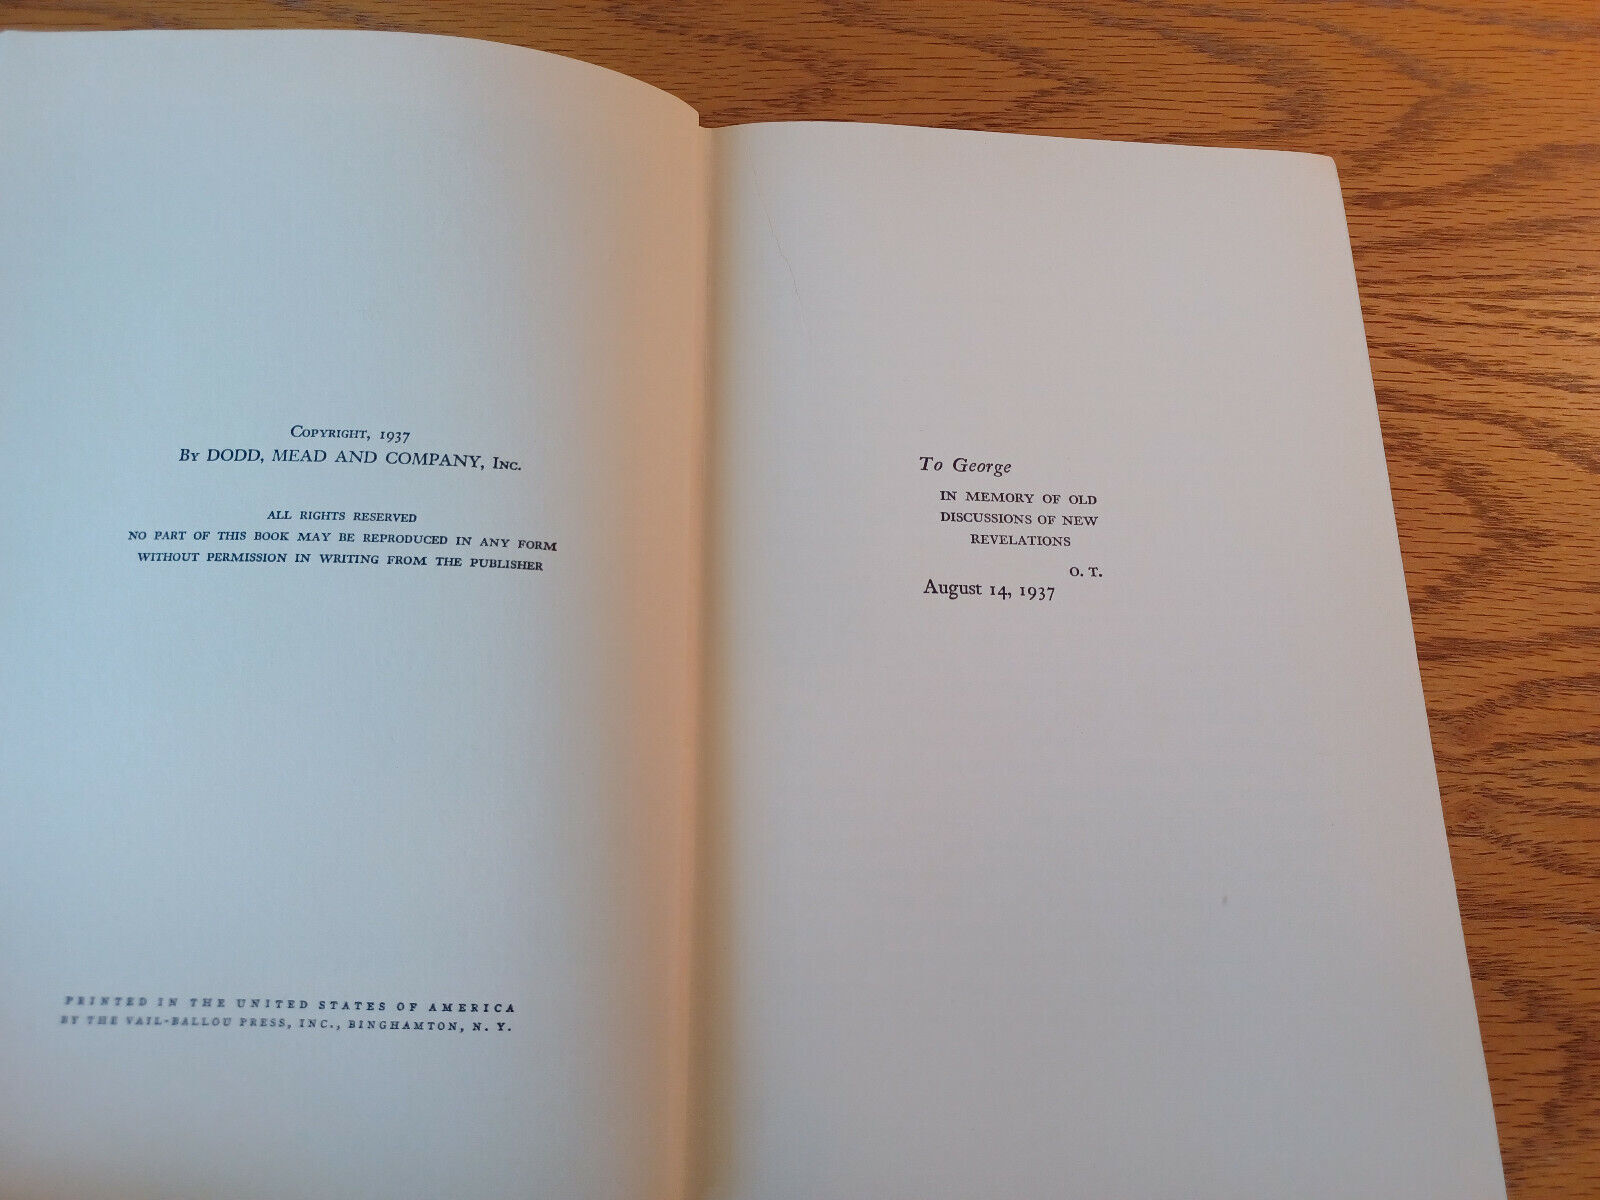 Copyright, 1937
By DODD, MEAD AND COMPANY, Inc.
ALL RIGHTS RESERVED
NO PART OF THIS BOOK MAY BE REPRODUCED IN ANY FORM
WITHOUT PERMISSION IN WRITING FROM THE PUBLISHER
PRINTED IN THE UNITED STATES OF AMERICA
BY THE VAIL-BALLOU PRESS, INC., BINGHAMTON, N. Y.
To George
IN MEMORY OF OLD
DISCUSSIONS OF NEW
REVELATIONS
O. T.
August 14, 1937